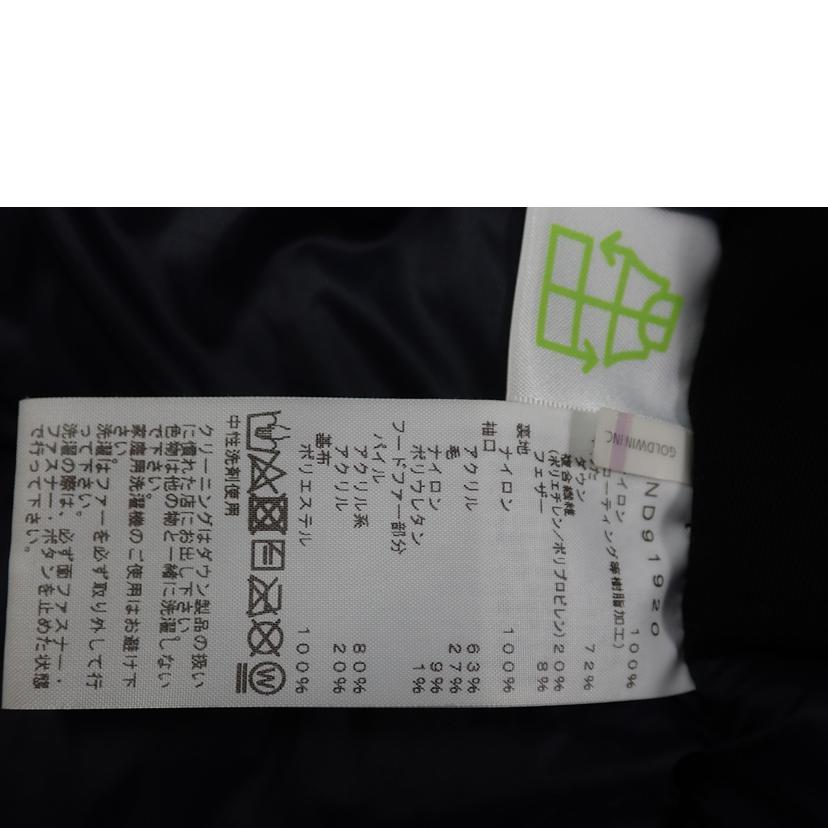 GOLDWIN INC
ND91920
イロン 100%
コーティング等樹脂加工)
ダウン 72%
複合繊維
(ポリエチレン/ポリプロピレン) 20%
フェザー 8%
裏地
ナイロン 100%
袖口
アクリル 63%
毛 27%
ナイロン 9%
ポリウレタン 1%
フードファー部分
パイル
アクリル系 80%
アクリル 20%
基布
ポリエステル 100%
W
中性洗剤使用
クリーニングはダウン製品の扱い
に慣れた店にお出し下さい
色物は他の物と一緒に洗濯しない
で下さい
家庭用洗濯機のご使用はお避け下
さい
洗濯はファーを必ず取り外して行
って下さい。
洗濯の際は、必ず面ファスナー・
ファスナー・ボタンを止めた状態
で行って下さい。